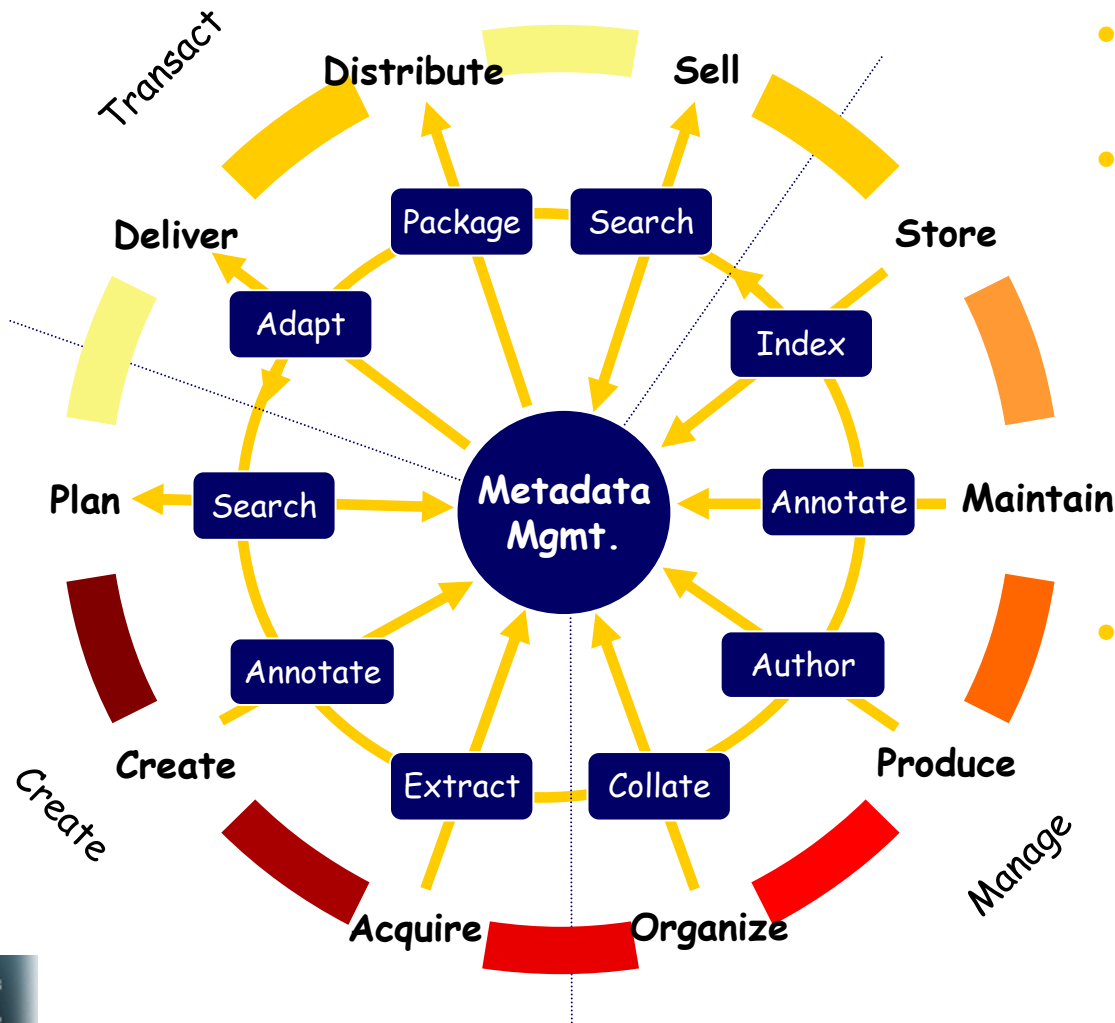 Transact
Distribute
Sell
Package
Search
Deliver
Store
Adapt
Index
Plan
Search
Metadata
Mgmt.
Annotate
Maintain
Annotate
Author
Create
Extract
Collate
Produce
Create
Manage
Acquire
Organize